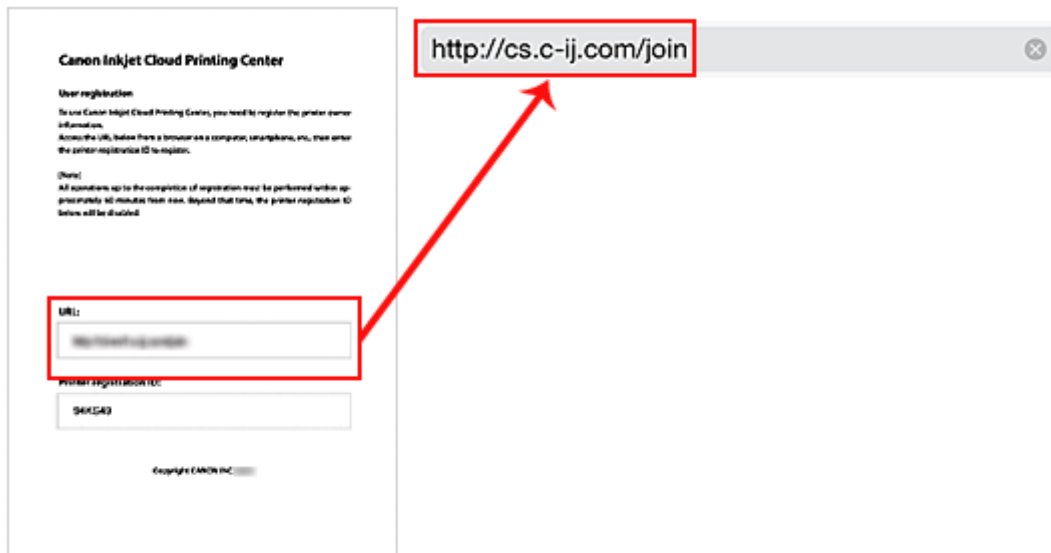 Canon Inkjet Cloud Printing Center
User registration
To use Canon Inkjet Cloud Printing Center, you need to register the printer owner
information.
Access the URL below from a browser on a computer, smartphone, etc., then enter
the printer registration ID to register.
[Note]
All operations up to the completion of registration must be performed within ap-
proximately 60 minutes from now. Beyond that time, the printer registration ID
below will be disabled.
URL:
Printer registration ID:
Copyright CANON INC
http://cs.c-ij.com/join